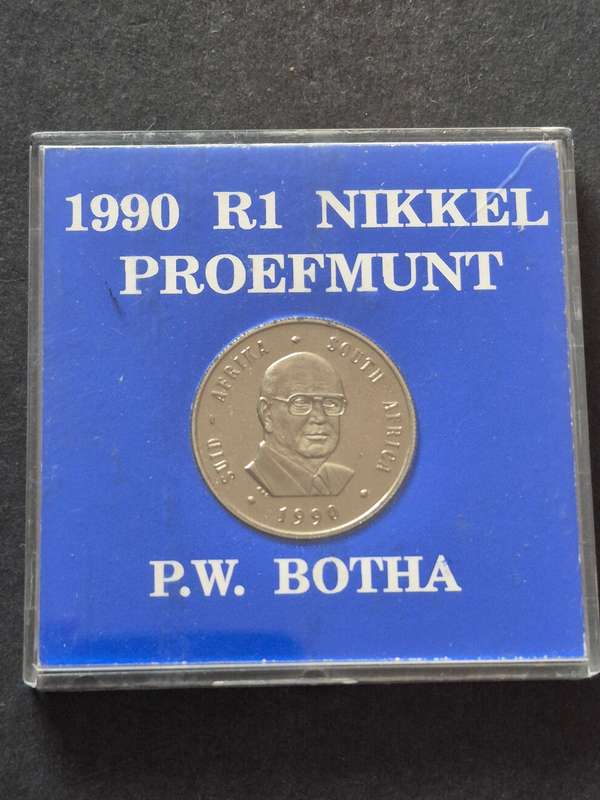 1990 R1 NIKKEL
PROEFMUNT
SUID - AFRIKA • SOUTH AFRICA
• 1990 •
P.W. BOTHA